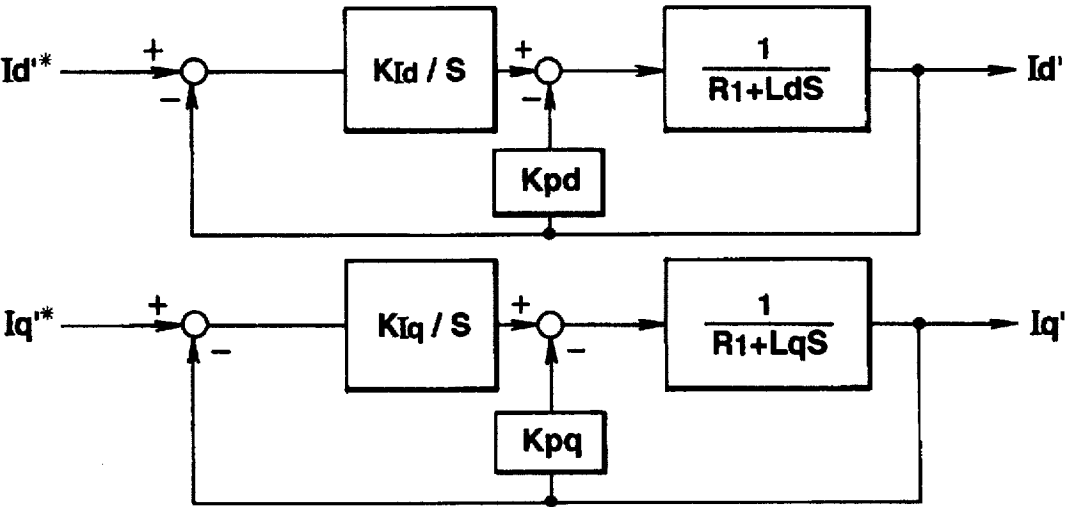 Id'* + − KId / S + − 1 Id'
R1+LdS
Kpd
Iq'* + − KIq / S + − 1 Iq'
R1+LqS
Kpq